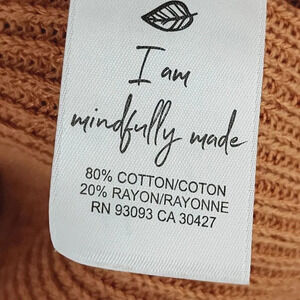 I am
mindfully made
80% COTTON/COTON
20% RAYON/RAYONNE
RN 93093 CA 30427